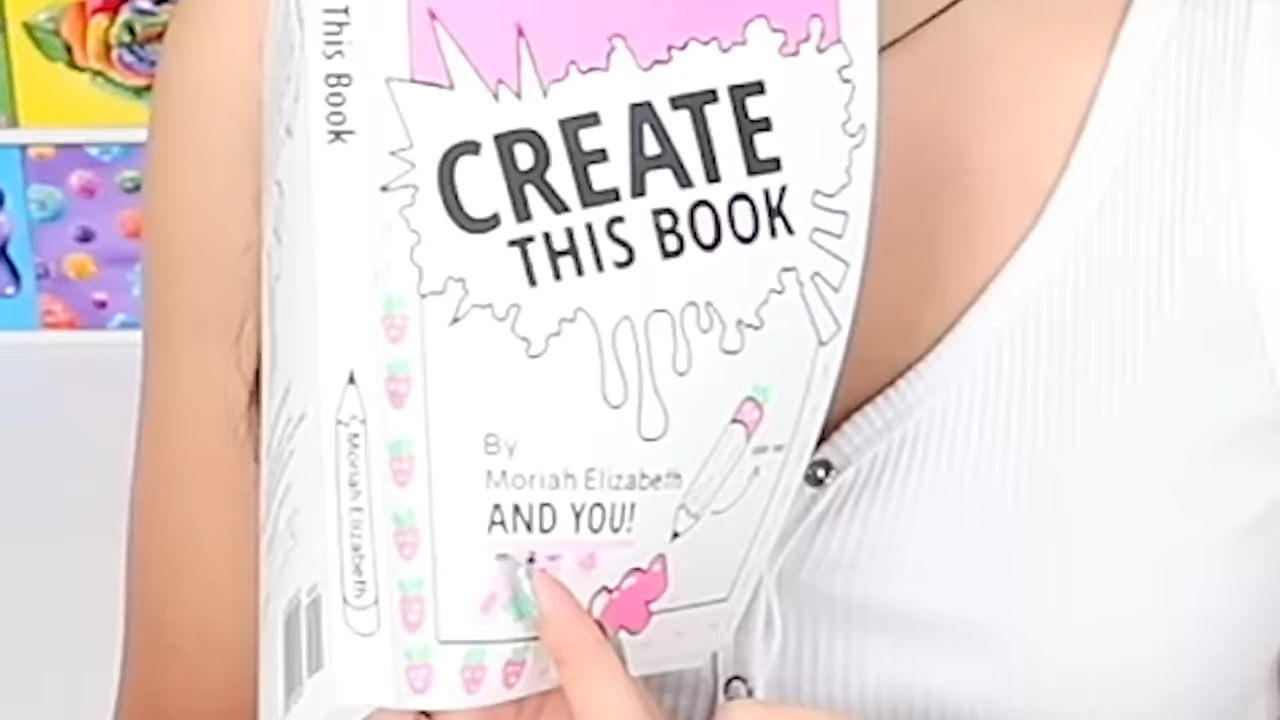 This Book
Moriah Elizabeth
CREATE
THIS BOOK
By
Moriah Elizabeth
AND YOU!